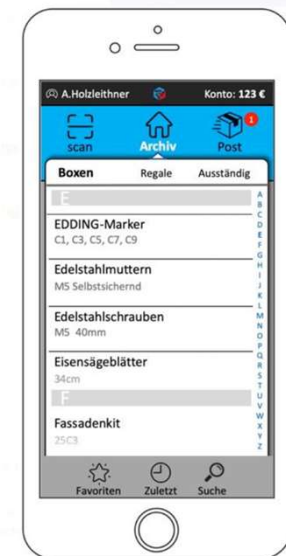 A.Holzleithner Konto: 123 €
scan Archiv Post
i
Boxen Regale Ausständig
E
EDDING-Marker
C1, C3, C5, C7, C9
Edelstahlmuttern
M5 Selbstsichernd
Edelstahlschrauben
M5 40mm
Eisensägeblätter
34cm
F
Fassadenkit
25C3
A
B
C
D
E
F
G
H
I
J
K
L
M
N
O
P
Q
R
S
T
U
V
W
X
Y
Z
Favoriten Zuletzt Suche